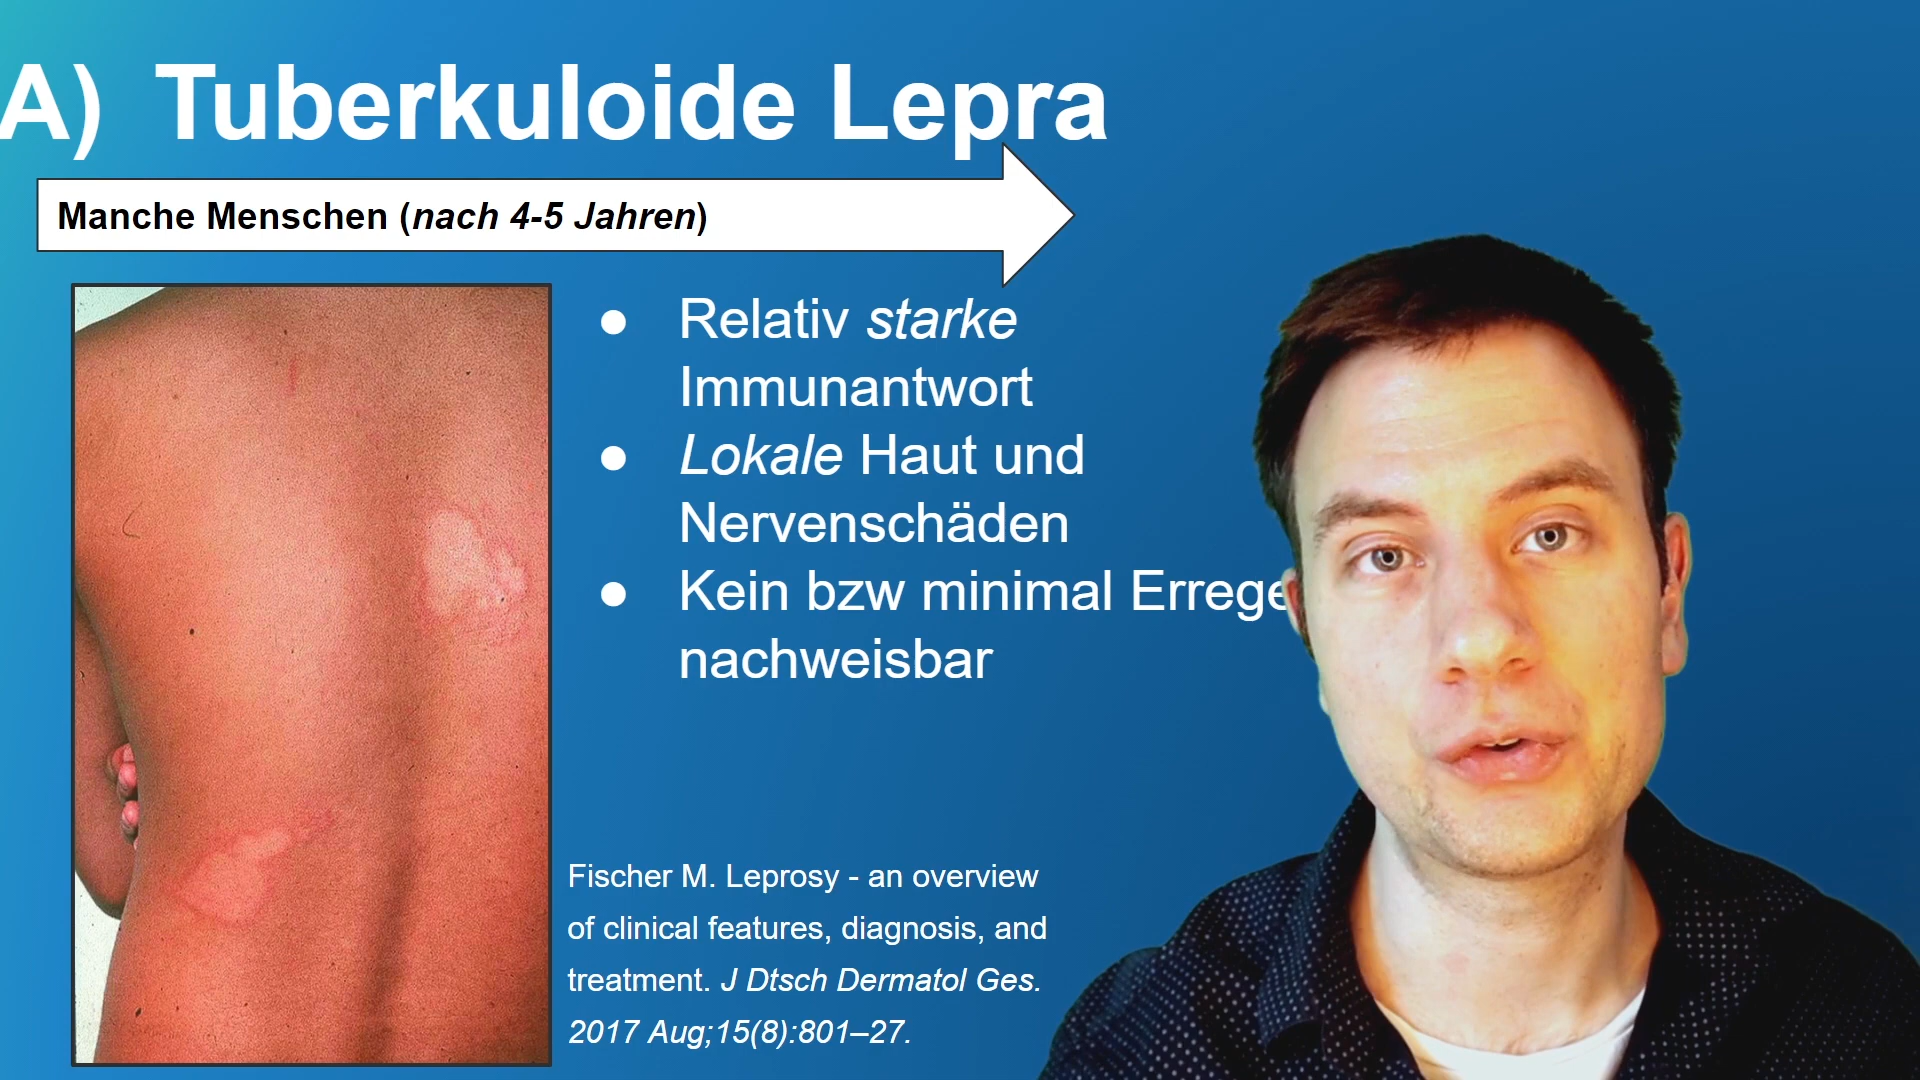 A) Tuberkuloide Lepra
Manche Menschen (nach 4-5 Jahren)
● Relativ starke
Immunantwort
● Lokale Haut und
Nervenschäden
● Kein bzw minimal Errege
nachweisbar
Fischer M. Leprosy - an overview
of clinical features, diagnosis, and
treatment. J Dtsch Dermatol Ges.
2017 Aug;15(8):801–27.